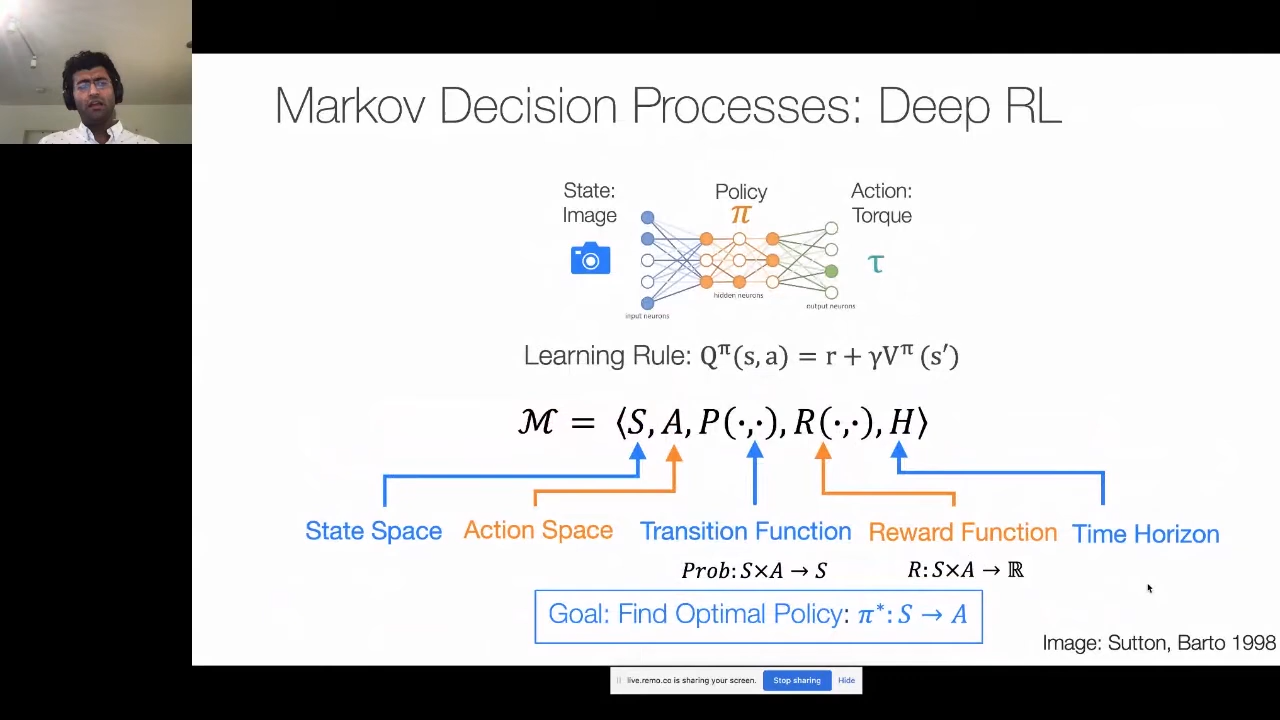 Markov Decision Processes: Deep RL
State:
Image
Policy
π
Action:
Torque
τ
hidden neurons
output neurons
input neurons
Learning Rule: Q^π(s, a) = r + γV^π (s′)
ℳ = ⟨S, A, P(·,·), R(·,·), H⟩
State Space
Action Space
Transition Function
Reward Function
Time Horizon
Prob: S×A → S
R: S×A → ℝ
Goal: Find Optimal Policy: π*: S → A
Image: Sutton, Barto 1998
live.remo.co is sharing your screen.
Stop sharing
Hide